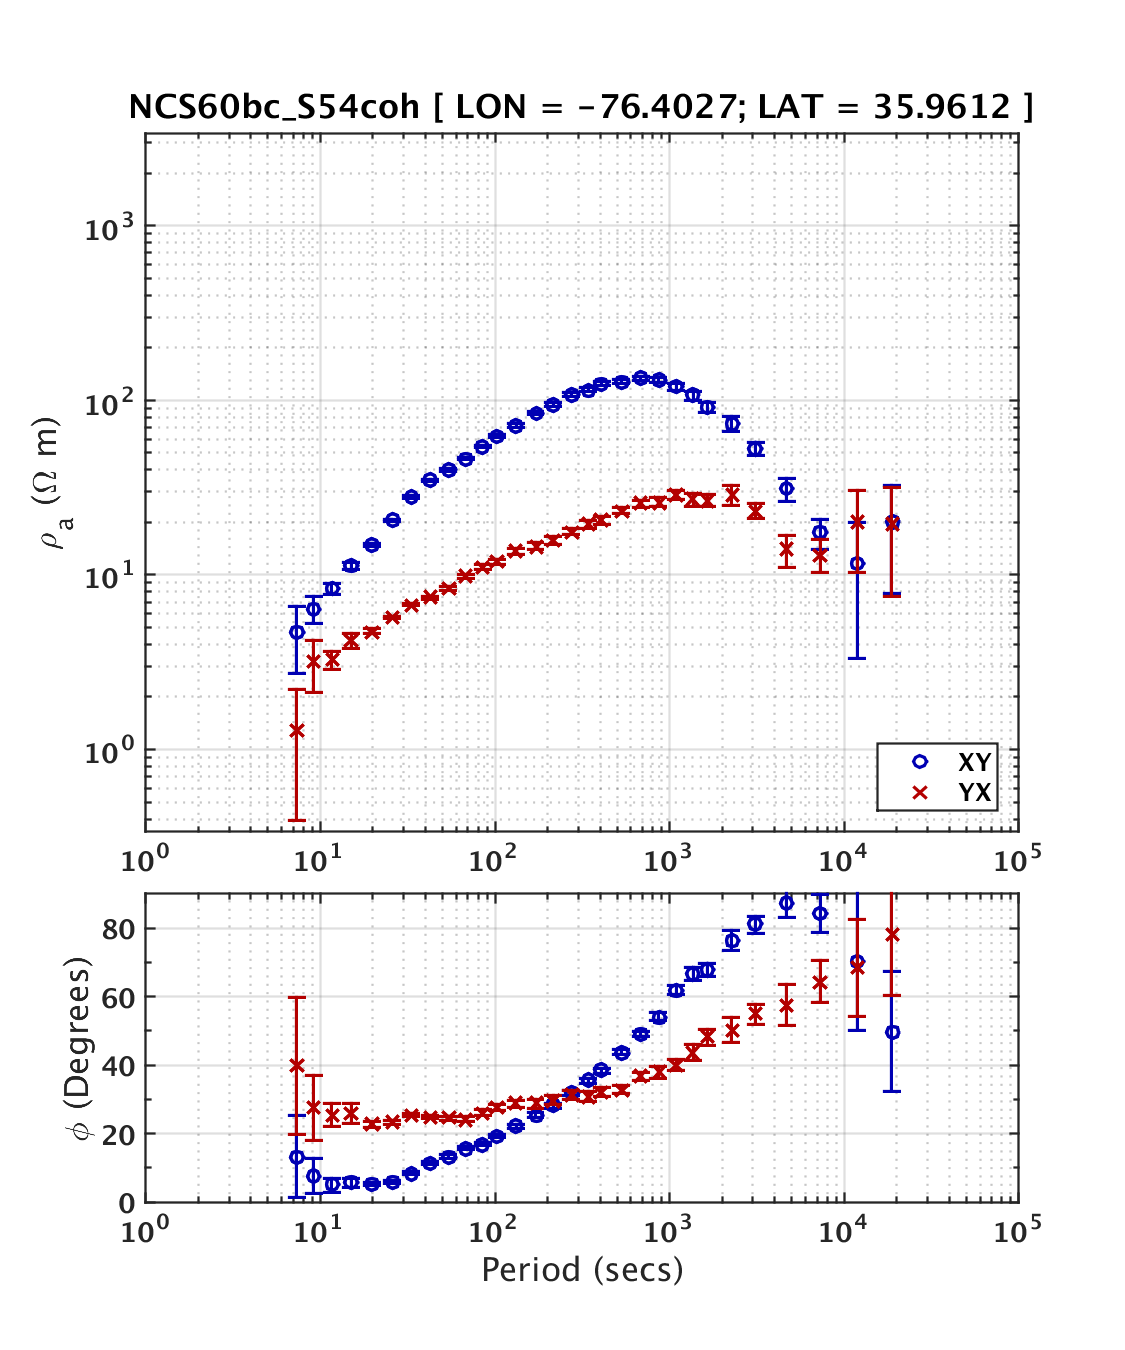 NCS60bc_S54coh [ LON = −76.4027; LAT = 35.9612 ]
10³
10²
10¹
10⁰
ρₐ (Ω m)
XY
YX
10⁰ 10¹ 10² 10³ 10⁴ 10⁵
80
60
40
20
0
ϕ (Degrees)
10⁰ 10¹ 10² 10³ 10⁴ 10⁵
Period (secs)